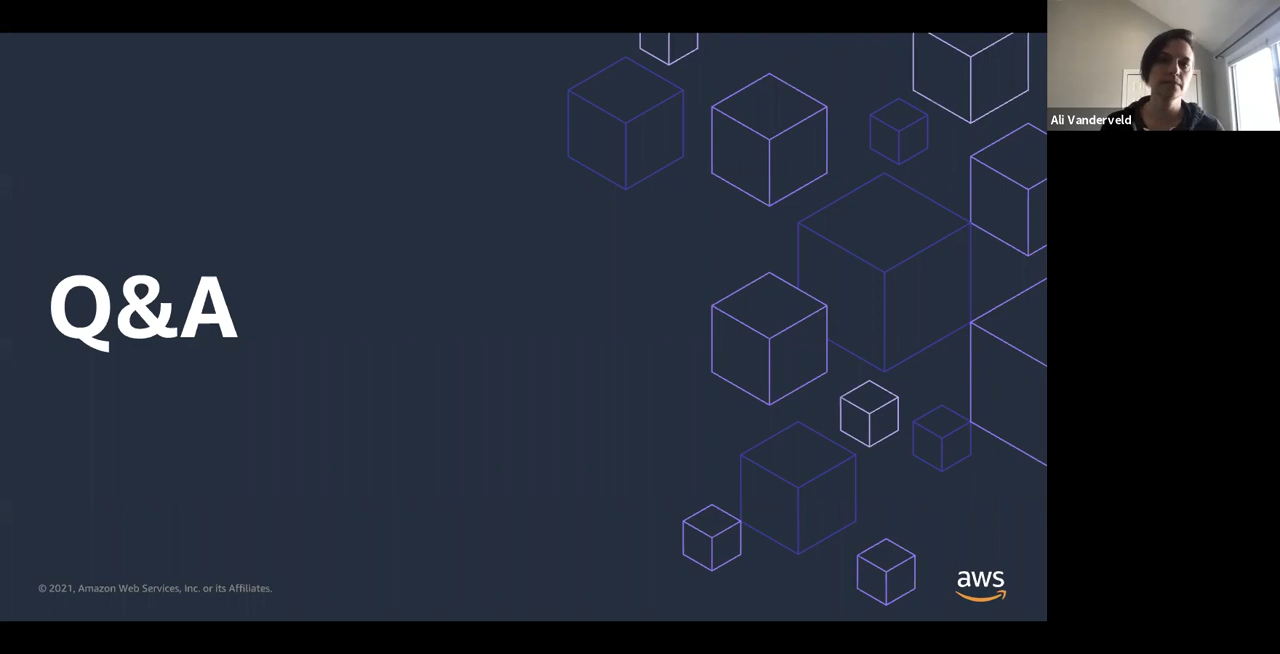 Ali Vanderveld
Q&A
© 2021, Amazon Web Services, Inc. or its Affiliates.
aws